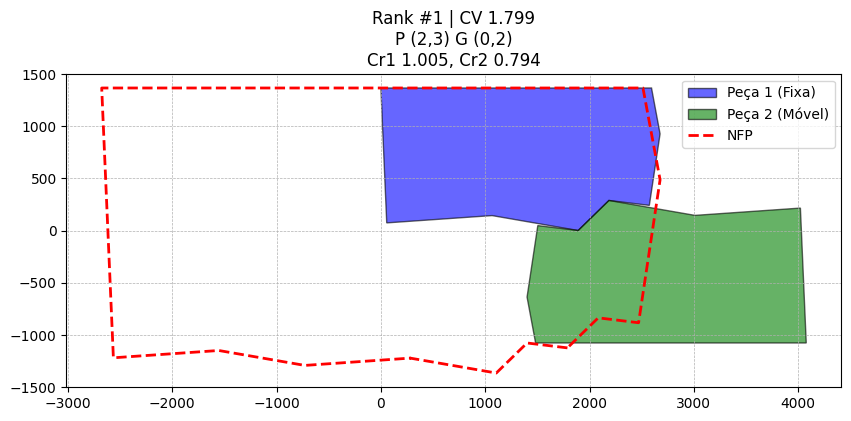 Rank #1 | CV 1.799
P (2,3) G (0,2)
Cr1 1.005, Cr2 0.794
Peça 1 (Fixa)
Peça 2 (Móvel)
NFP
1500
1000
500
0
−500
−1000
−1500
−3000 −2000 −1000 0 1000 2000 3000 4000